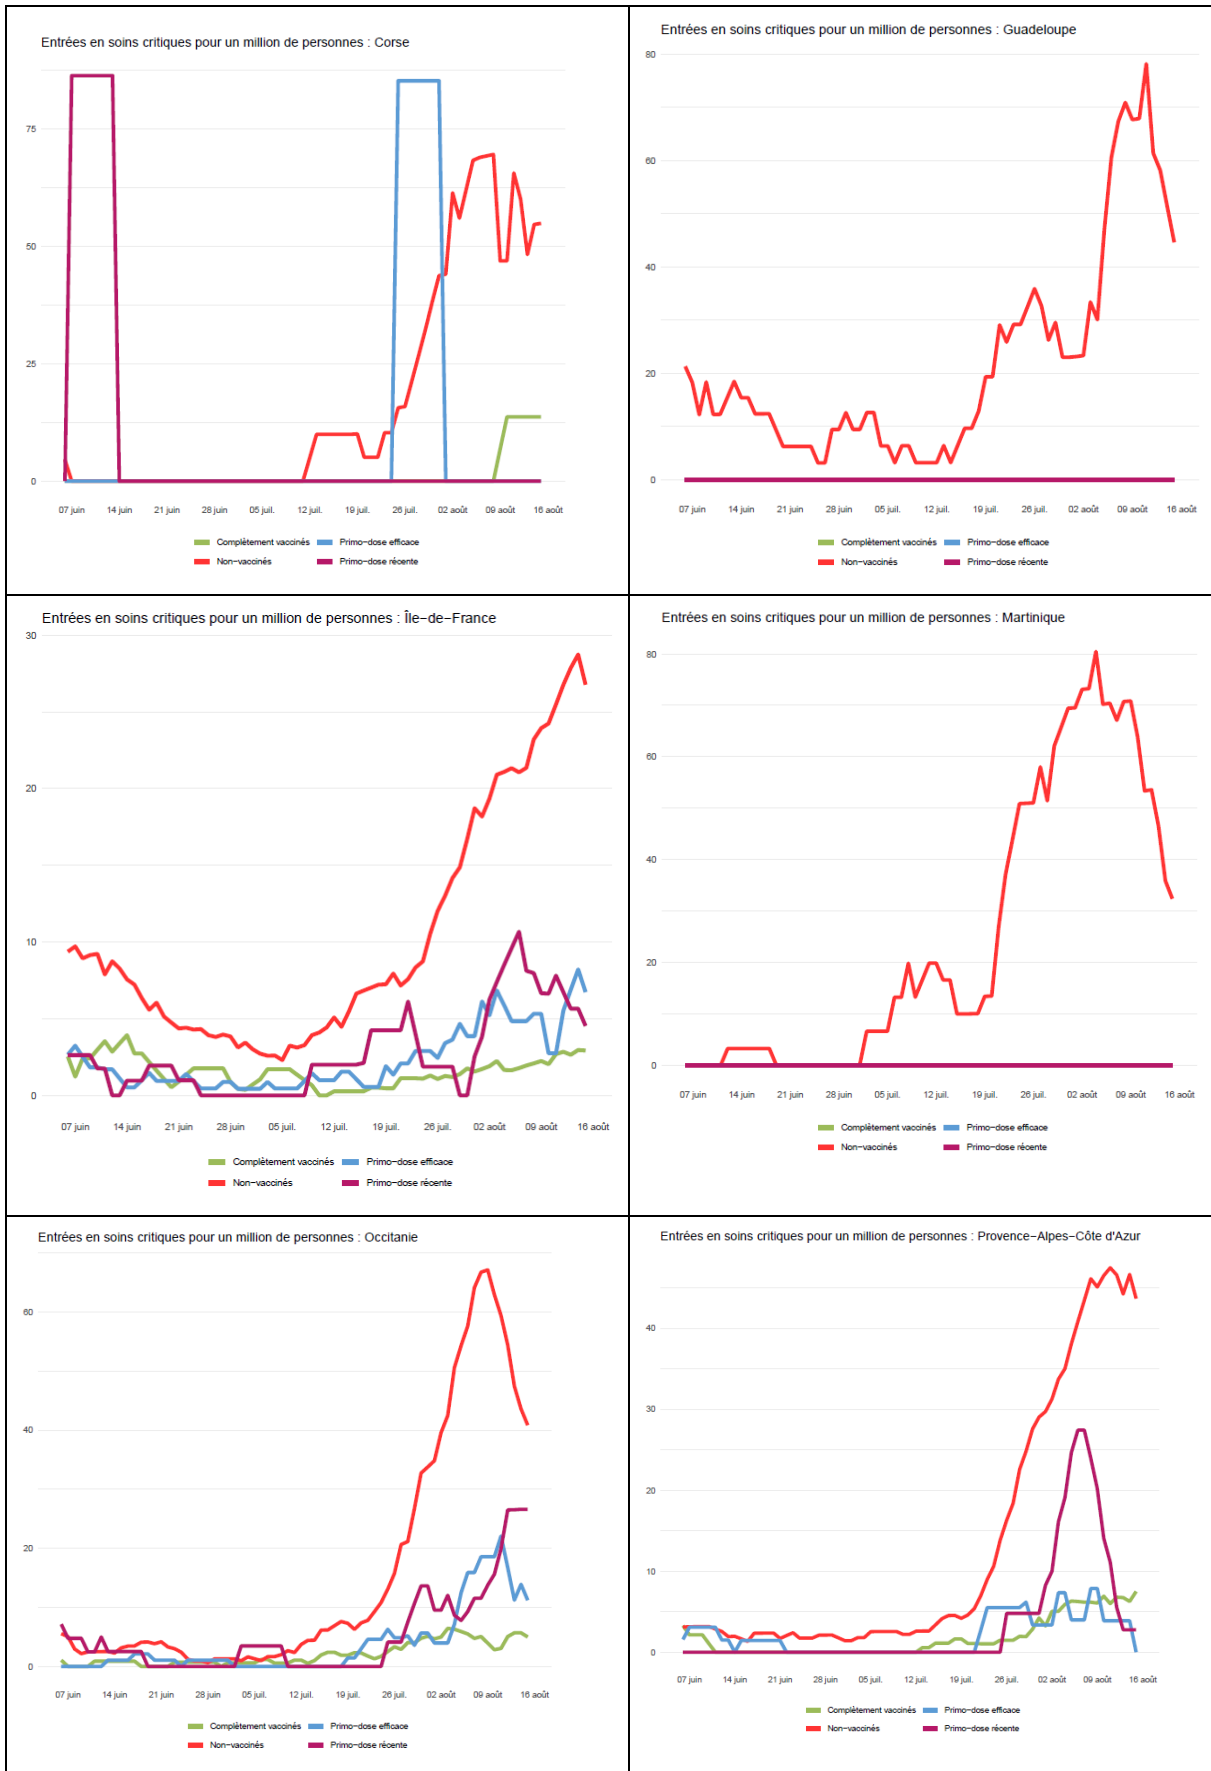 Entrées en soins critiques pour un million de personnes : Corse
75
50
25
0
07 juin 14 juin 21 juin 28 juin 05 juil. 12 juil. 19 juil. 26 juil. 02 août 09 août 16 août
Complètement vaccinés Primo-dose efficace
Non-vaccinés Primo-dose récente
Entrées en soins critiques pour un million de personnes : Guadeloupe
80
60
40
20
0
07 juin 14 juin 21 juin 28 juin 05 juil. 12 juil. 19 juil. 26 juil. 02 août 09 août 16 août
Complètement vaccinés Primo-dose efficace
Non-vaccinés Primo-dose récente
Entrées en soins critiques pour un million de personnes : Île-de-France
30
20
10
0
07 juin 14 juin 21 juin 28 juin 05 juil. 12 juil. 19 juil. 26 juil. 02 août 09 août 16 août
Complètement vaccinés Primo-dose efficace
Non-vaccinés Primo-dose récente
Entrées en soins critiques pour un million de personnes : Martinique
80
60
40
20
0
07 juin 14 juin 21 juin 28 juin 05 juil. 12 juil. 19 juil. 26 juil. 02 août 09 août 16 août
Complètement vaccinés Primo-dose efficace
Non-vaccinés Primo-dose récente
Entrées en soins critiques pour un million de personnes : Occitanie
60
40
20
0
07 juin 14 juin 21 juin 28 juin 05 juil. 12 juil. 19 juil. 26 juil. 02 août 09 août 16 août
Complètement vaccinés Primo-dose efficace
Non-vaccinés Primo-dose récente
Entrées en soins critiques pour un million de personnes : Provence-Alpes-Côte d'Azur
40
30
20
10
0
07 juin 14 juin 21 juin 28 juin 05 juil. 12 juil. 19 juil. 26 juil. 02 août 09 août 16 août
Complètement vaccinés Primo-dose efficace
Non-vaccinés Primo-dose récente